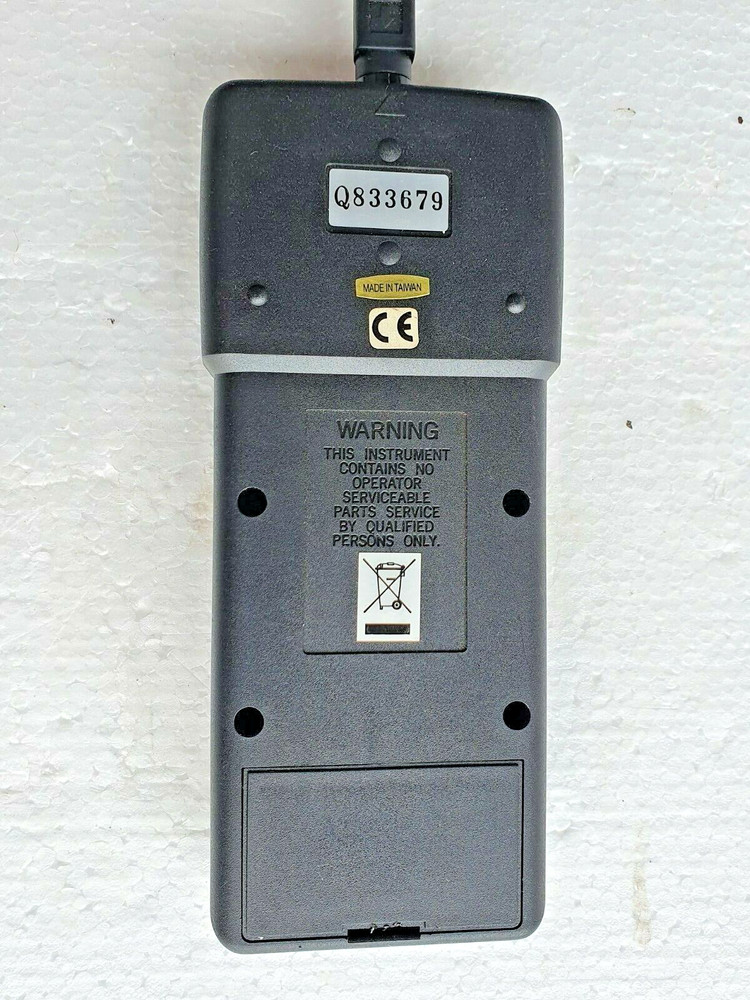 Q833679
MADE IN TAIWAN
CE
WARNING
THIS INSTRUMENT
CONTAINS NO
OPERATOR
SERVICEABLE
PARTS SERVICE
BY QUALIFIED
PERSONS ONLY.